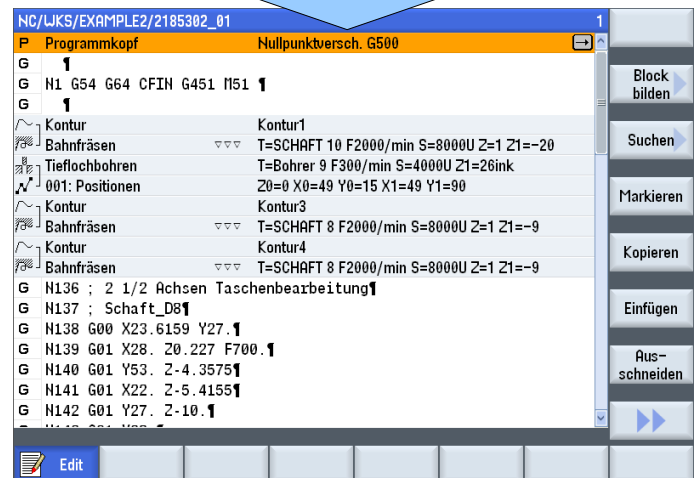 NC/WKS/EXAMPLE2/2185302_01 1
P Programmkopf Nullpunktversch. G500
G ¶
G N1 G54 G64 CFIN G451 M51 ¶
G ¶
Kontur Kontur1
Bahnfräsen ▽▽▽ T=SCHAFT 10 F2000/min S=8000U Z=1 Z1=-20
Tieflochbohren T=Bohrer 9 F300/min S=4000U Z1=26ink
001: Positionen Z0=0 X0=49 Y0=15 X1=49 Y1=90
Kontur Kontur3
Bahnfräsen ▽▽▽ T=SCHAFT 8 F2000/min S=8000U Z=1 Z1=-9
Kontur Kontur4
Bahnfräsen ▽▽▽ T=SCHAFT 8 F2000/min S=8000U Z=1 Z1=-9
G N136 ; 2 1/2 Achsen Taschenbearbeitung¶
G N137 ; Schaft_D8¶
G N138 G00 X23.6159 Y27.¶
G N139 G01 X28. Z0.227 F700.¶
G N140 G01 Y53. Z-4.3575¶
G N141 G01 X22. Z-5.4155¶
G N142 G01 Y27. Z-10.¶
Block
bilden
Suchen
Markieren
Kopieren
Einfügen
Aus-
schneiden
Edit